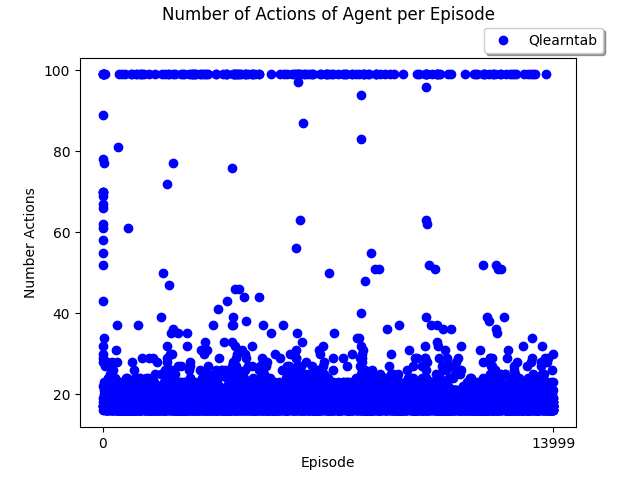 Number of Actions of Agent per Episode
Qlearntab
100
80
60
40
20
Number Actions
0 13999
Episode